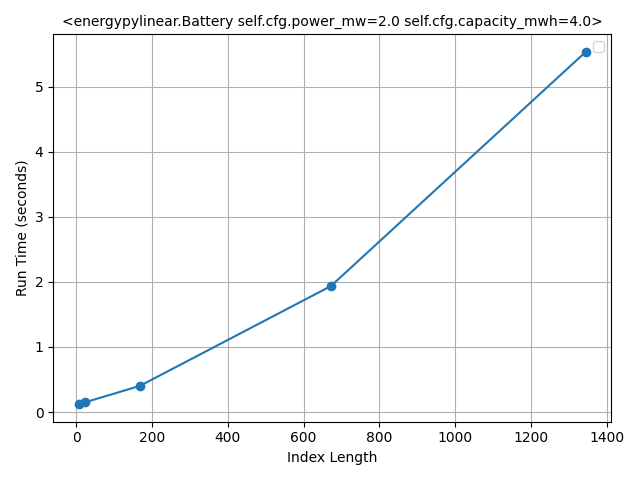 <energypylinear.Battery self.cfg.power_mw=2.0 self.cfg.capacity_mwh=4.0>
Run Time (seconds)
5
4
3
2
1
0
0 200 400 600 800 1000 1200 1400
Index Length